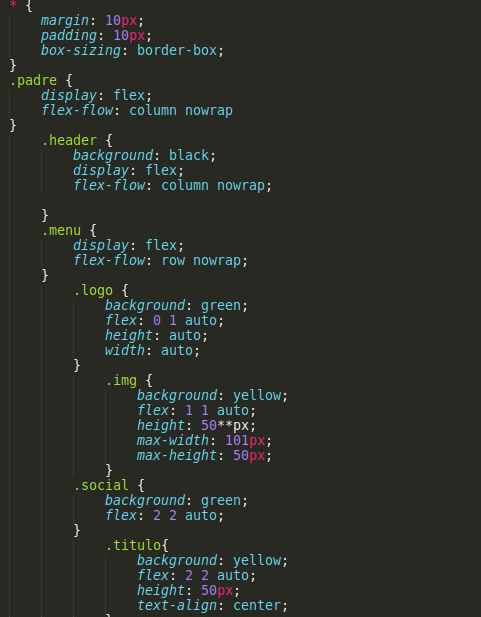 * {
    margin: 10px;
    padding: 10px;
    box-sizing: border-box;
}
.padre {
    display: flex;
    flex-flow: column nowrap
}
    .header {
        background: black;
        display: flex;
        flex-flow: column nowrap;

    }
    .menu {
        display: flex;
        flex-flow: row nowrap;
    }
        .logo {
            background: green;
            flex: 0 1 auto;
            height: auto;
            width: auto;
        }
            .img {
                background: yellow;
                flex: 1 1 auto;
                height: 50**px;
                max-width: 101px;
                max-height: 50px;
            }
        .social {
            background: green;
            flex: 2 2 auto;
        }
            .titulo{
                background: yellow;
                flex: 2 2 auto;
                height: 50px;
                text-align: center;
            }